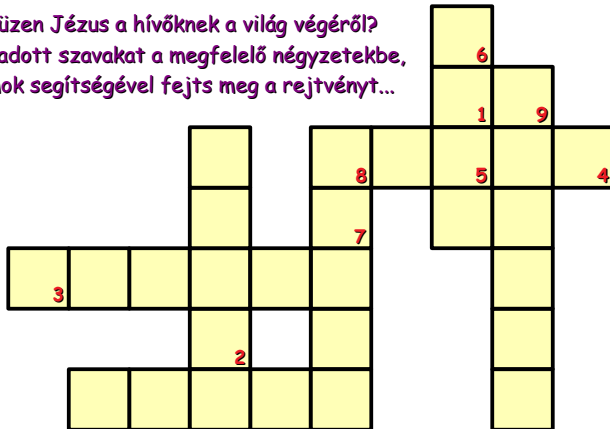 üzen Jézus a hívőknek a világ végéről?
adott szavakat a megfelelő négyzetekbe,
ok segítségével fejts meg a rejtvényt...
6
1 9
8 5 4
7
3
2